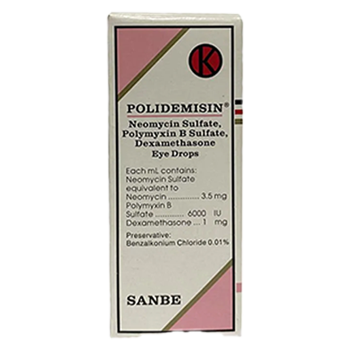 K
POLIDEMISIN®
Neomycin Sulfate,
Polymyxin B Sulfate,
Dexamethasone
Eye Drops
Each mL contains:
Neomycin Sulfate
equivalent to
Neomycin.............. 3.5 mg
Polymyxin B
Sulfate.............. 6000 IU
Dexamethasone ... 1 mg
Preservative:
Benzalkonium Chloride 0.01%
SANBE